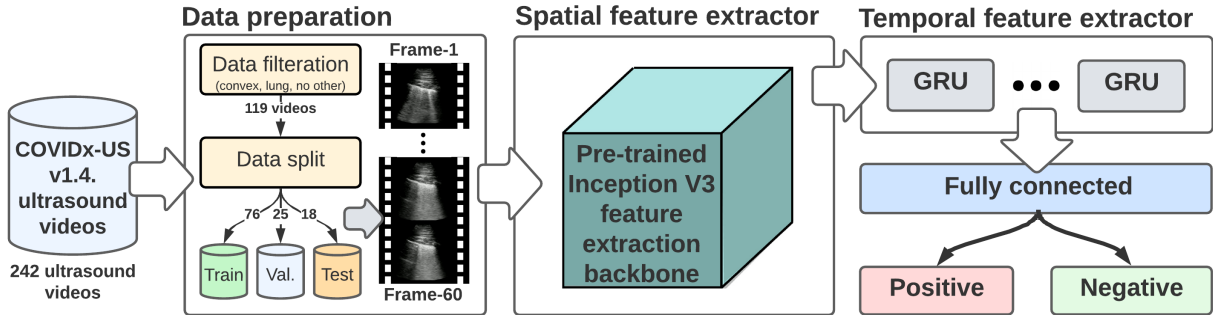 Data preparation
Spatial feature extractor
Temporal feature extractor
COVIDx-US
v1.4.
ultrasound
videos
242 ultrasound
videos
Data filteration
(convex, lung, no other)
119 videos
Data split
76 25 18
Train
Val.
Test
Frame-1
Frame-60
Pre-trained
Inception V3
feature
extraction
backbone
GRU
GRU
Fully connected
Positive
Negative